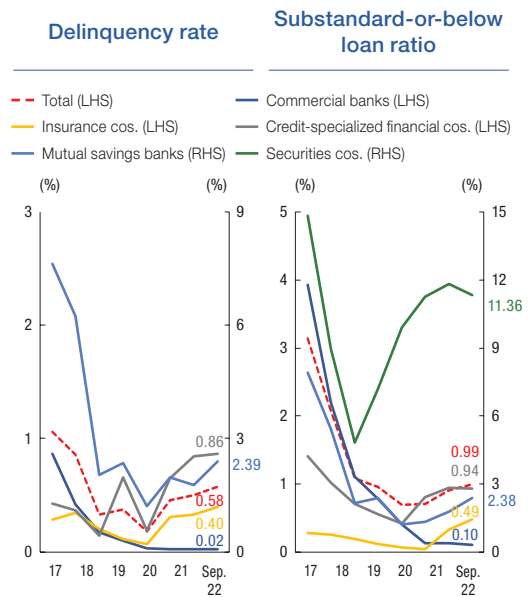 Delinquency rate
Substandard-or-below
loan ratio
Total (LHS)
Commercial banks (LHS)
Insurance cos. (LHS)
Credit-specialized financial cos. (LHS)
Mutual savings banks (RHS)
Securities cos. (RHS)
(%) (%)
3 9
2 6
1 3
0 0
0.86
2.39
0.58
0.40
0.02
17 18 19 20 21 Sep.
22
(%) (%)
5 15
4 12
3 9
2 6
1 3
0 0
11.36
0.99
0.94
2.38
0.49
0.10
17 18 19 20 21 Sep.
22